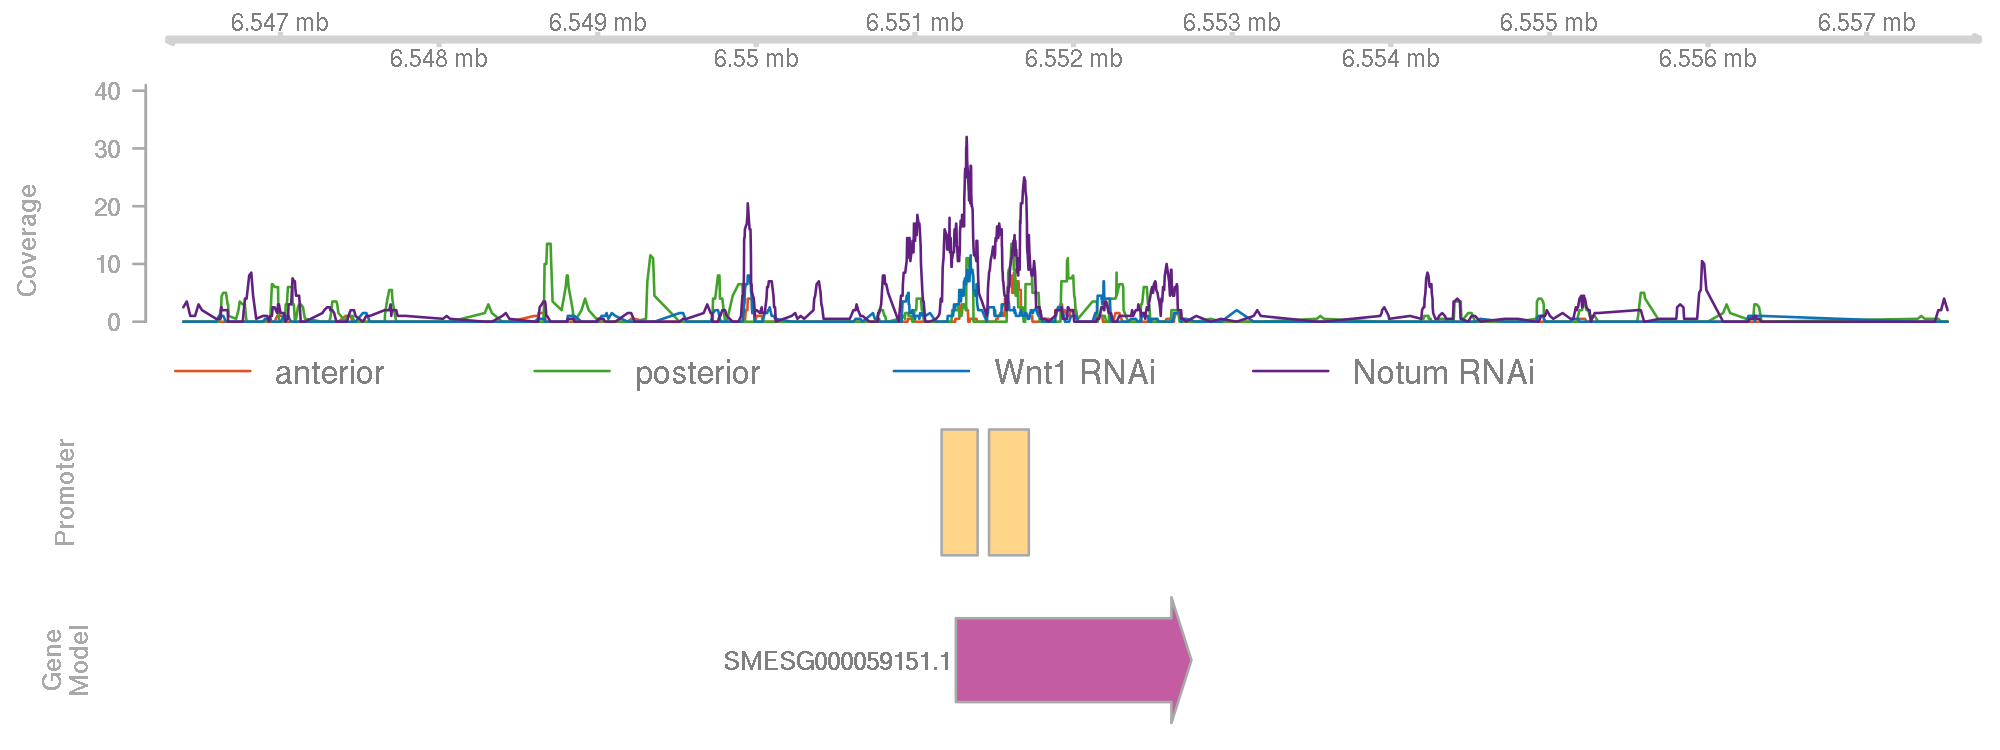 6.547 mb 6.549 mb 6.551 mb 6.553 mb 6.555 mb 6.557 mb
6.548 mb 6.55 mb 6.552 mb 6.554 mb 6.556 mb
Coverage
40
30
20
10
0
anterior posterior Wnt1 RNAi Notum RNAi
Promoter
Gene
Model
SMESG000059151.1